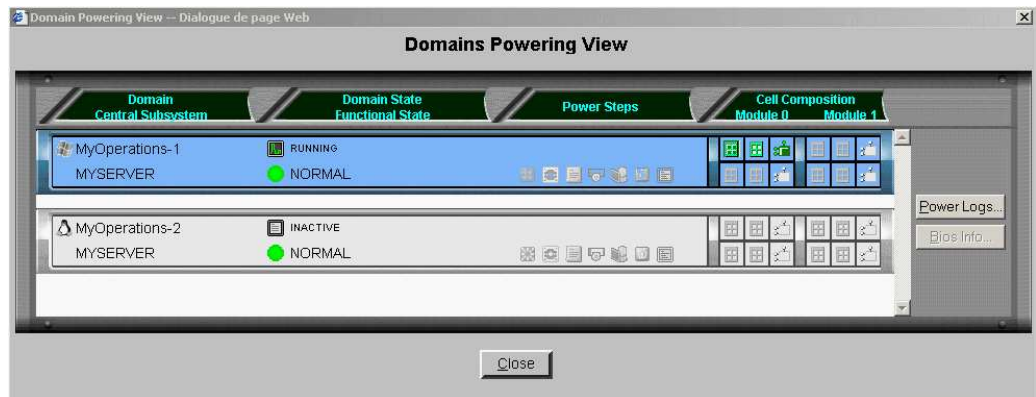 Domain Powering View -- Dialogue de page Web
Domains Powering View
Domain
Central Subsystem
Domain State
Functional State
Power Steps
Cell Composition
Module 0 Module 1
MyOperations-1 RUNNING
MYSERVER NORMAL
MyOperations-2 INACTIVE
MYSERVER NORMAL
Power Logs...
Bios Info...
Close